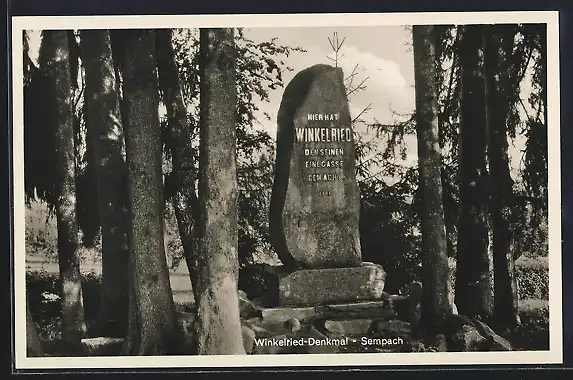 HIER HAT
WINKELRIED
DEN SEINEN
EINE GASSE
GEMACHT
Winkelried-Denkmal - Sempach